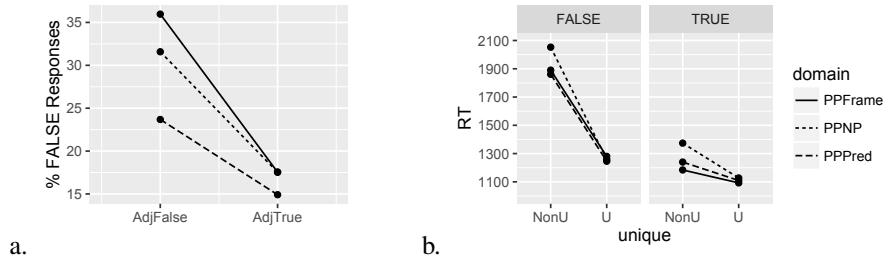 % FALSE Responses
35
30
25
20
15
AdjFalse AdjTrue
a.
FALSE TRUE
RT
2100
1900
1700
1500
1300
1100
NonU U NonU U
unique
domain
PPFrame
PPNP
PPPred
b.